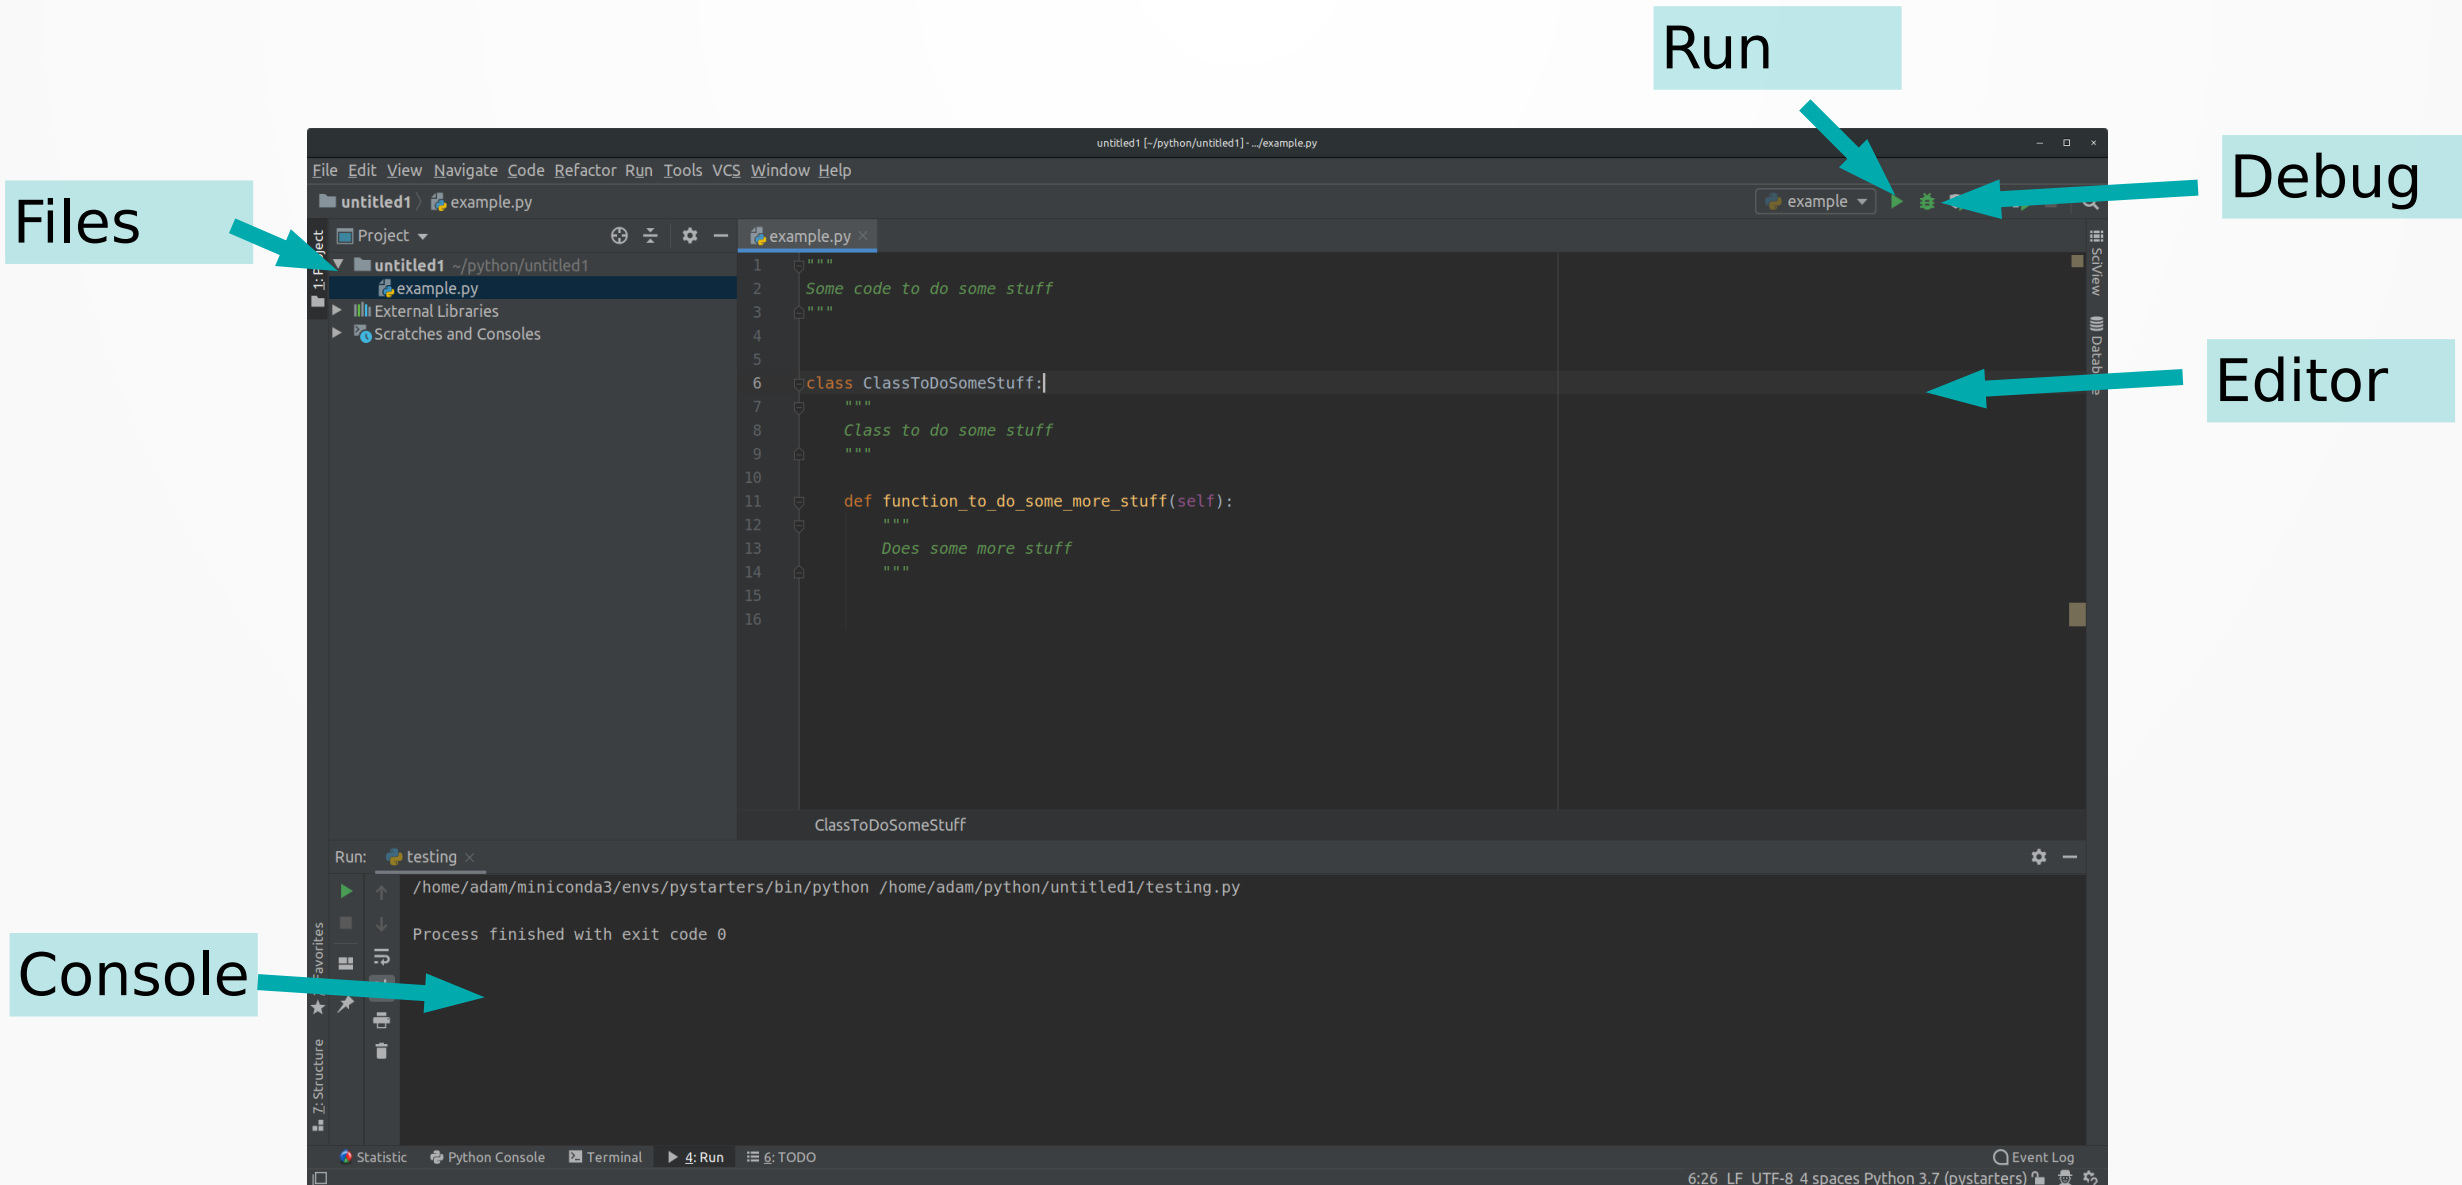 Run
Debug
Files
Editor
Console
untitled1 [~/python/untitled1] - .../example.py
File Edit View Navigate Code Refactor Run Tools VCS Window Help
untitled1 example.py
example
Project
example.py
untitled1 ~/python/untitled1
example.py
External Libraries
Scratches and Consoles
1 """
2 Some code to do some stuff
3 """
4
5
6 class ClassToDoSomeStuff:
7 """
8 Class to do some stuff
9 """
10
11 def function_to_do_some_more_stuff(self):
12 """
13 Does some more stuff
14 """
15
16
ClassToDoSomeStuff
SciView
Run: testing
/home/adam/miniconda3/envs/pystarters/bin/python /home/adam/python/untitled1/testing.py
Process finished with exit code 0
Favorites
7: Structure
Statistic Python Console Terminal 4: Run 6: TODO
Event Log
6:26 LF UTF-8 4 spaces Python 3.7 (pystarters)